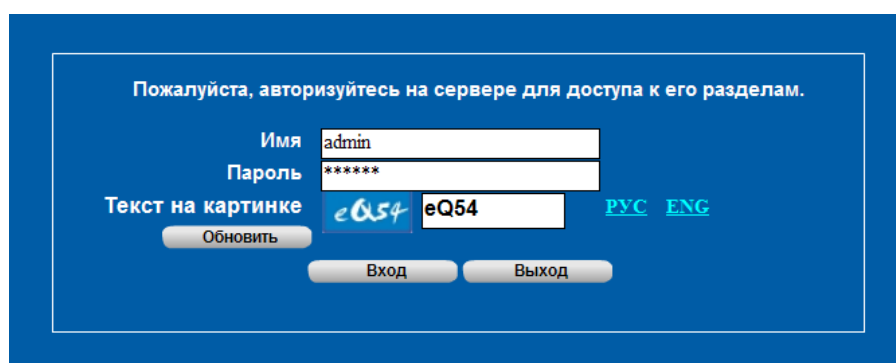 Пожалуйста, авторизуйтесь на сервере для доступа к его разделам.
Имя admin
Пароль ******
Текст на картинке eQ54 eQ54 РУС ENG
Обновить
Вход Выход